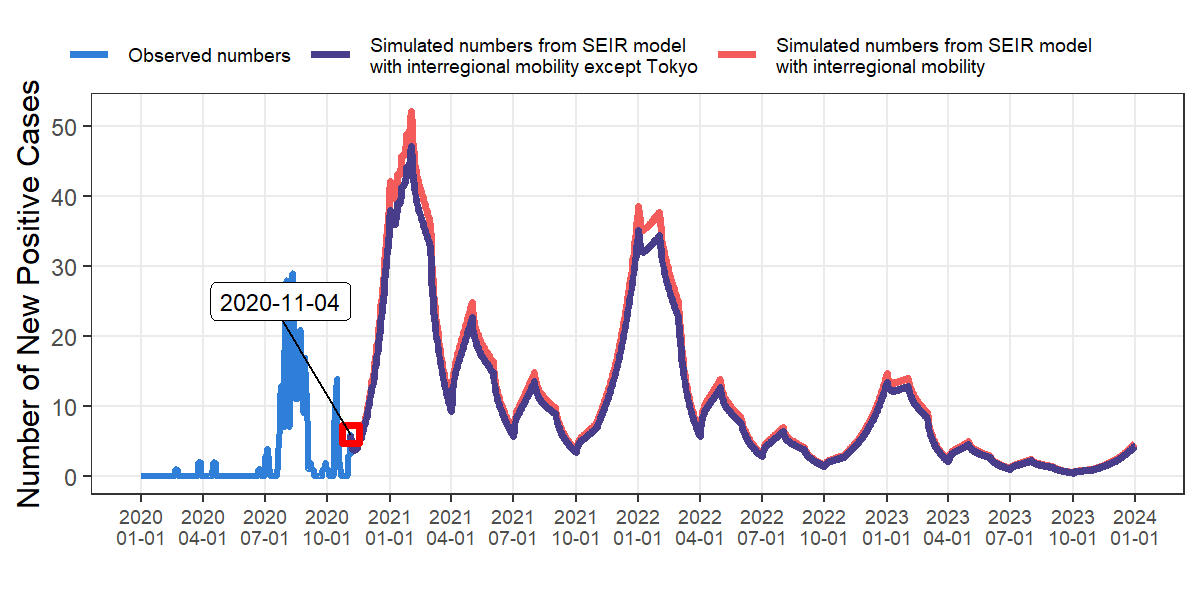 Observed numbers
Simulated numbers from SEIR model
with interregional mobility except Tokyo
Simulated numbers from SEIR model
with interregional mobility
Number of New Positive Cases
50
40
30
20
10
0
2020-11-04
2020 2020 2020 2020 2021 2021 2021 2021 2022 2022 2022 2022 2023 2023 2023 2023 2024
01-01 04-01 07-01 10-01 01-01 04-01 07-01 10-01 01-01 04-01 07-01 10-01 01-01 04-01 07-01 10-01 01-01